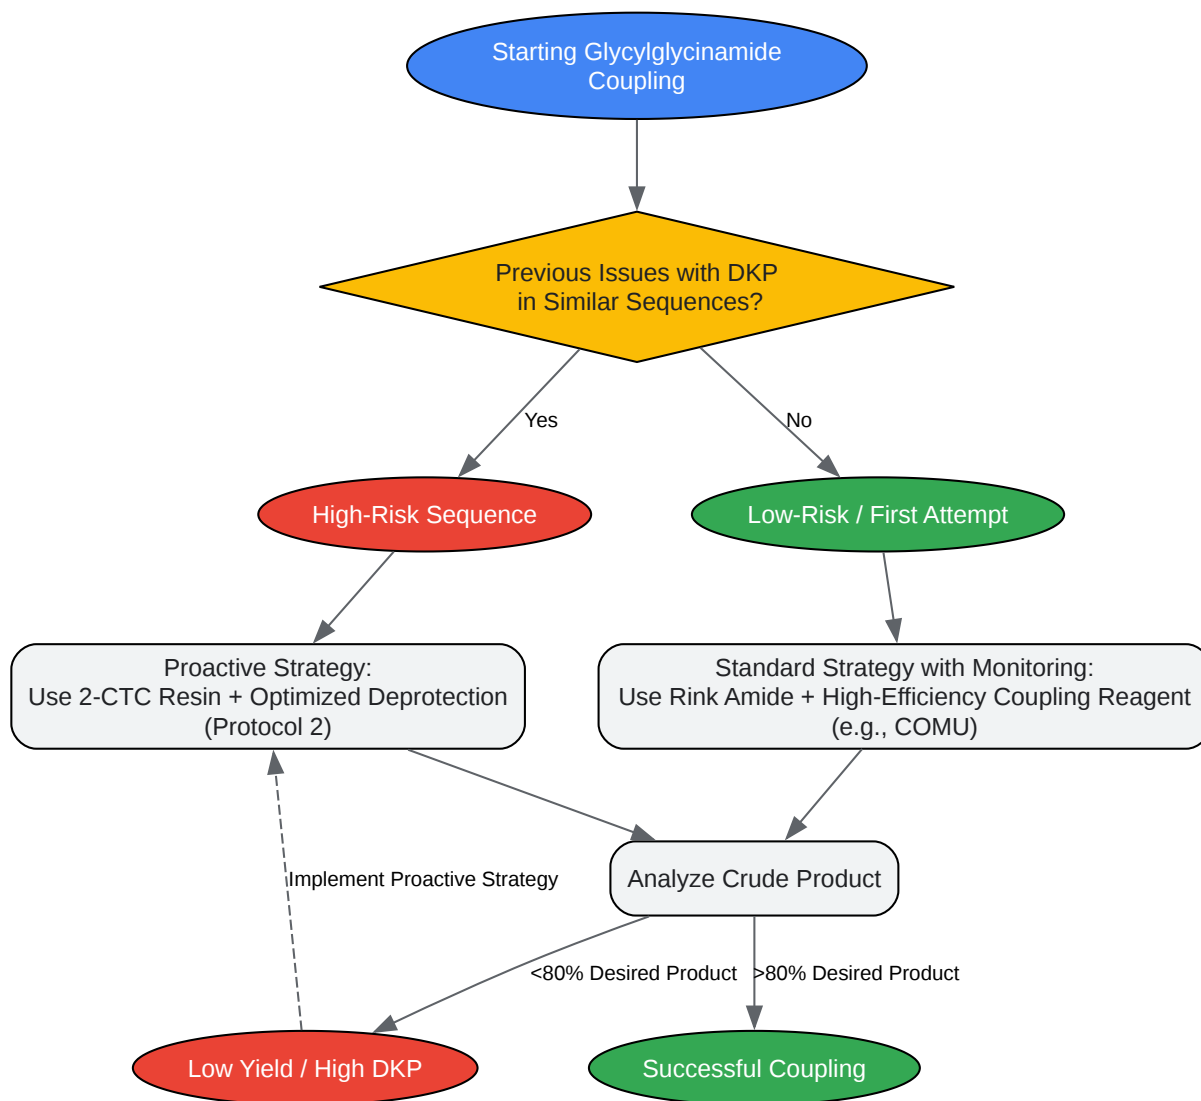 Starting Glycylglycinamide
Coupling
Previous Issues with DKP
in Similar Sequences?
Yes
No
High-Risk Sequence
Low-Risk / First Attempt
Proactive Strategy:
Use 2-CTC Resin + Optimized Deprotection
(Protocol 2)
Standard Strategy with Monitoring:
Use Rink Amide + High-Efficiency Coupling Reagent
(e.g., COMU)
Implement Proactive Strategy
Analyze Crude Product
<80% Desired Product
>80% Desired Product
Low Yield / High DKP
Successful Coupling